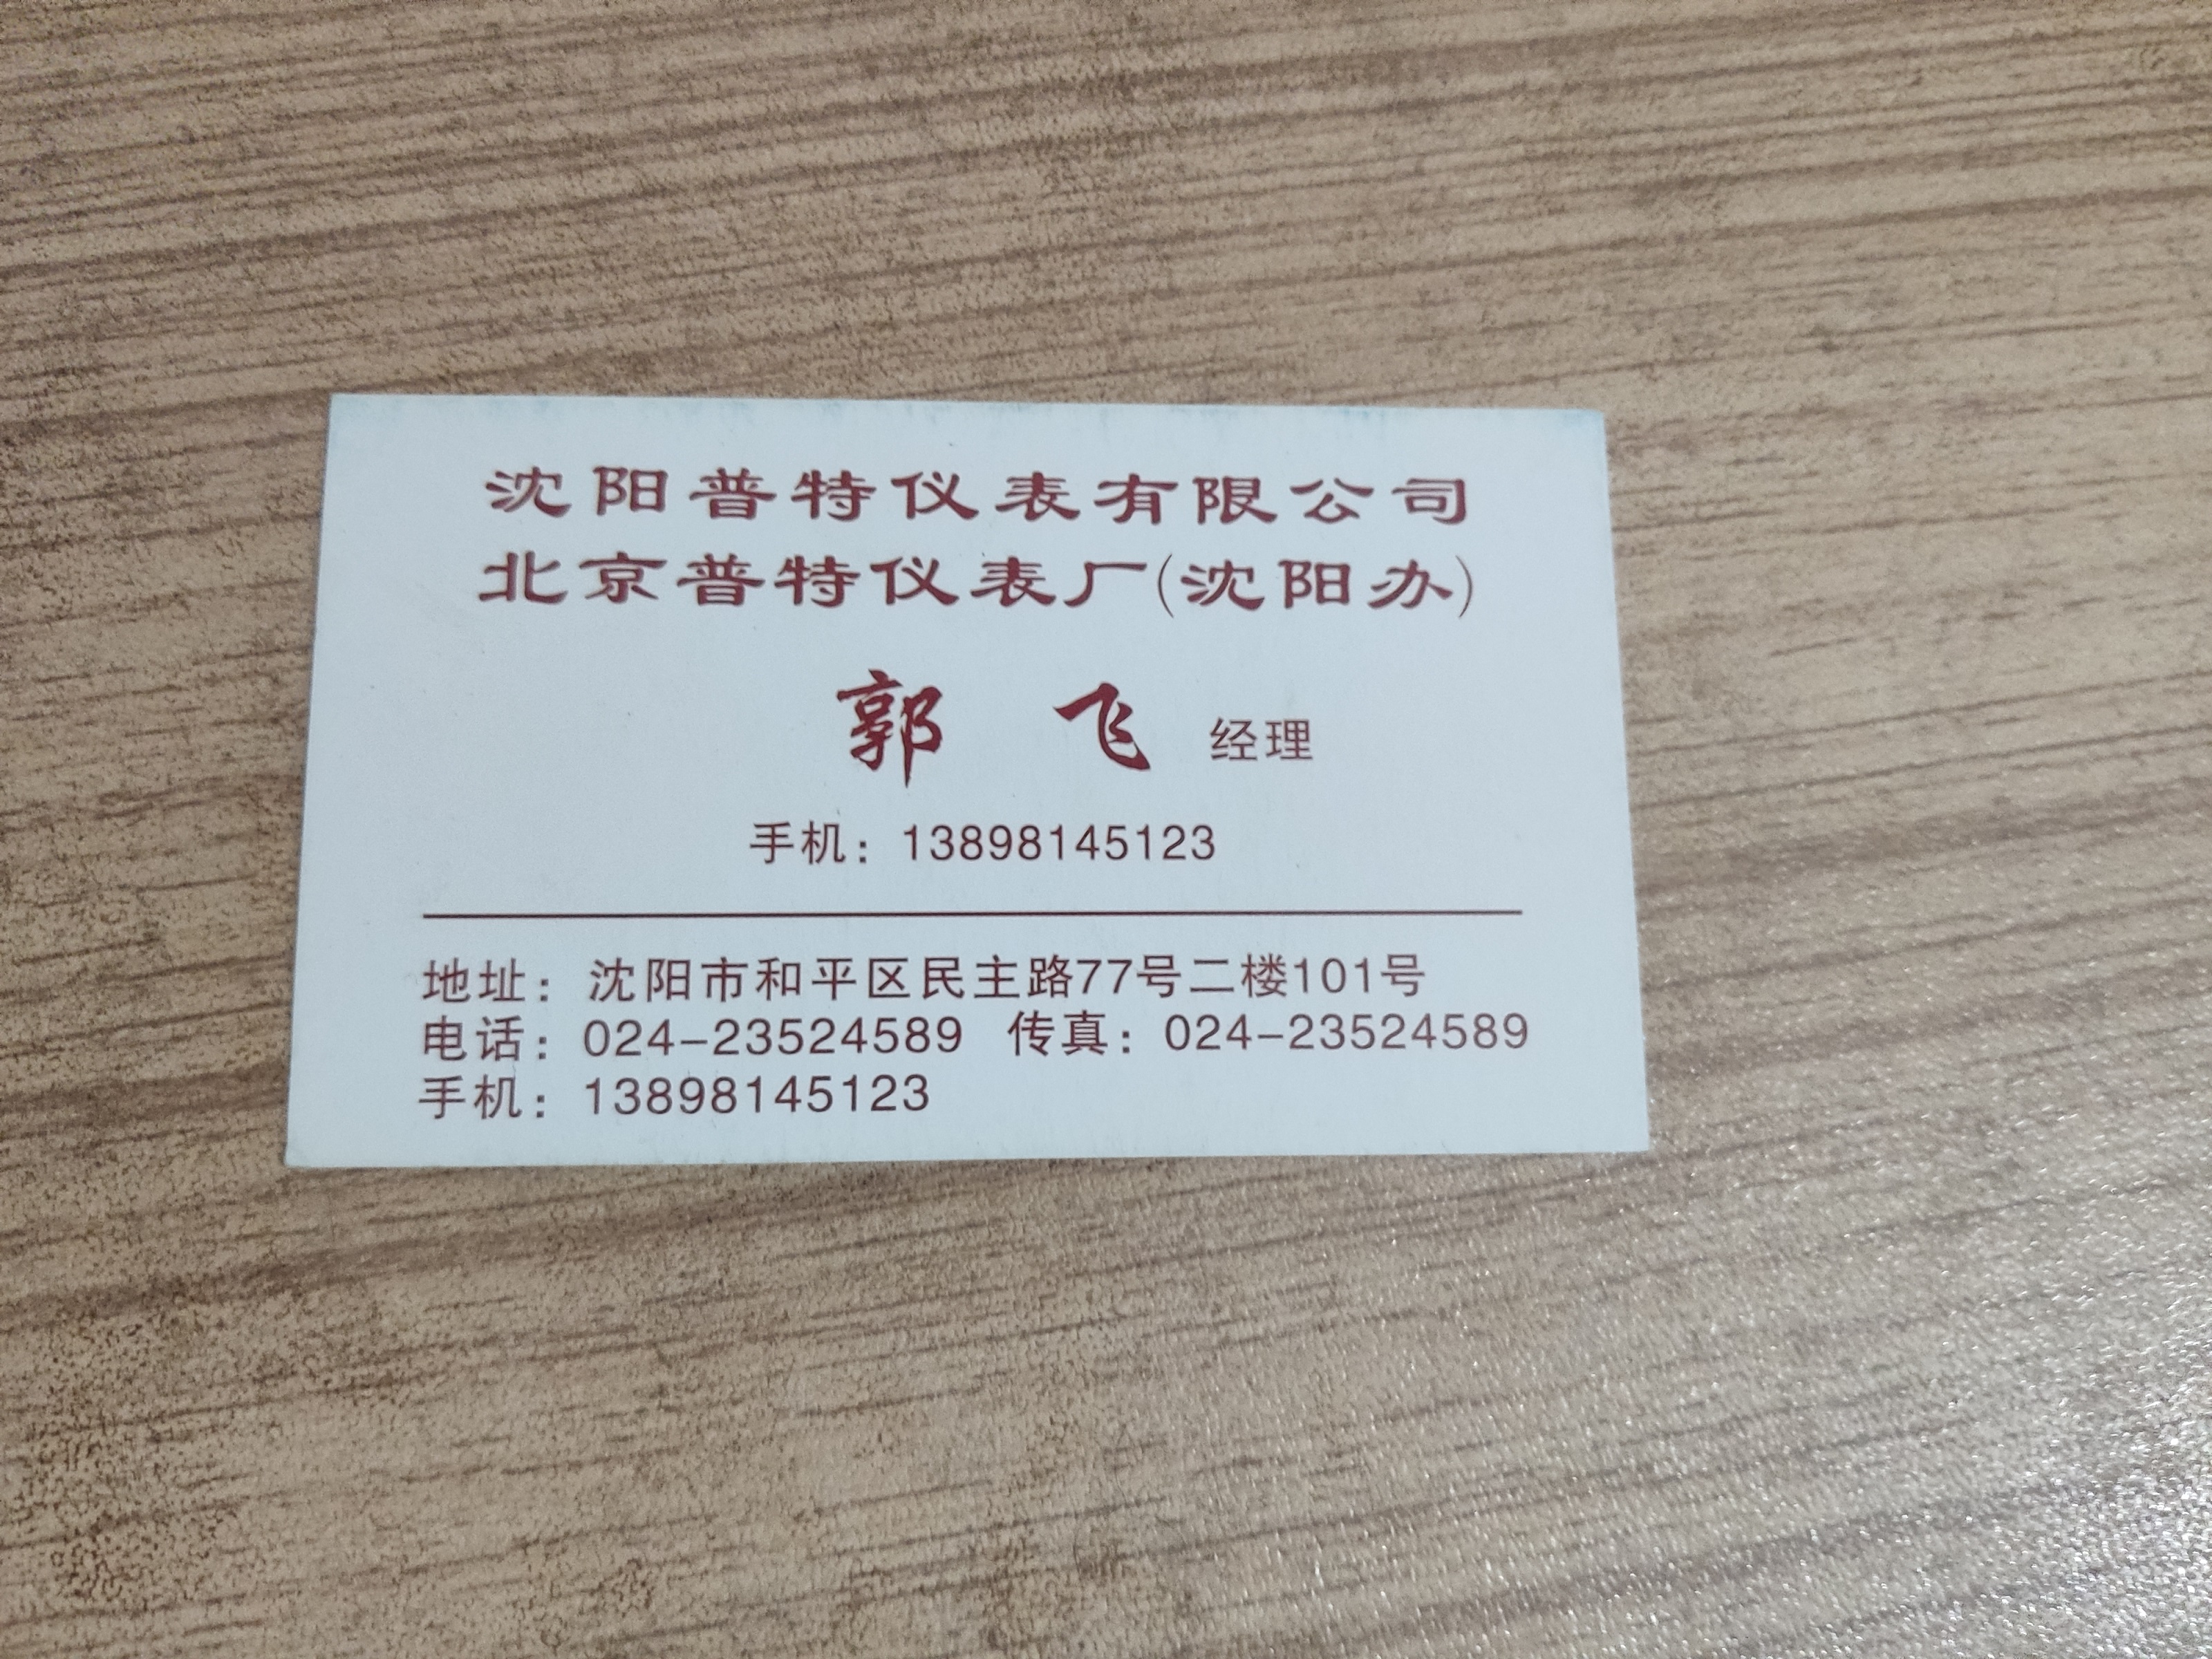 沈阳普特仪表有限公司
北京普特仪表厂(沈阳办)
郭 飞 经理
手机：13898145123
地址：沈阳市和平区民主路77号二楼101号
电话：024-23524589 传真：024-23524589
手机：13898145123